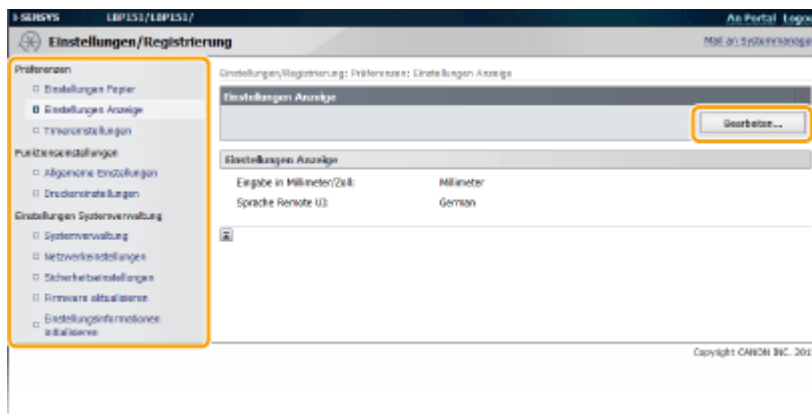 i-SENSYS LBP151/LBP151/ An Portal Logou
Einstellungen/Registrierung Mail an Systemmanage
Präferenzen
Einstellungen Papier
Einstellungen Anzeige
Timereinstellungen
Funktionseinstellungen
Allgemeine Einstellungen
Druckereinstellungen
Einstellungen Systemverwaltung
Systemverwaltung
Netzwerkeinstellungen
Sicherheitseinstellungen
Firmware aktualisieren
Einstellungsinformationen
initialisieren
Einstellungen/Registrierung: Präferenzen: Einstellungen Anzeige
Einstellungen Anzeige
Bearbeiten...
Einstellungen Anzeige
Eingabe in Millimeter/Zoll: Millimeter
Sprache Remote UI: German
Copyright CANON INC. 201